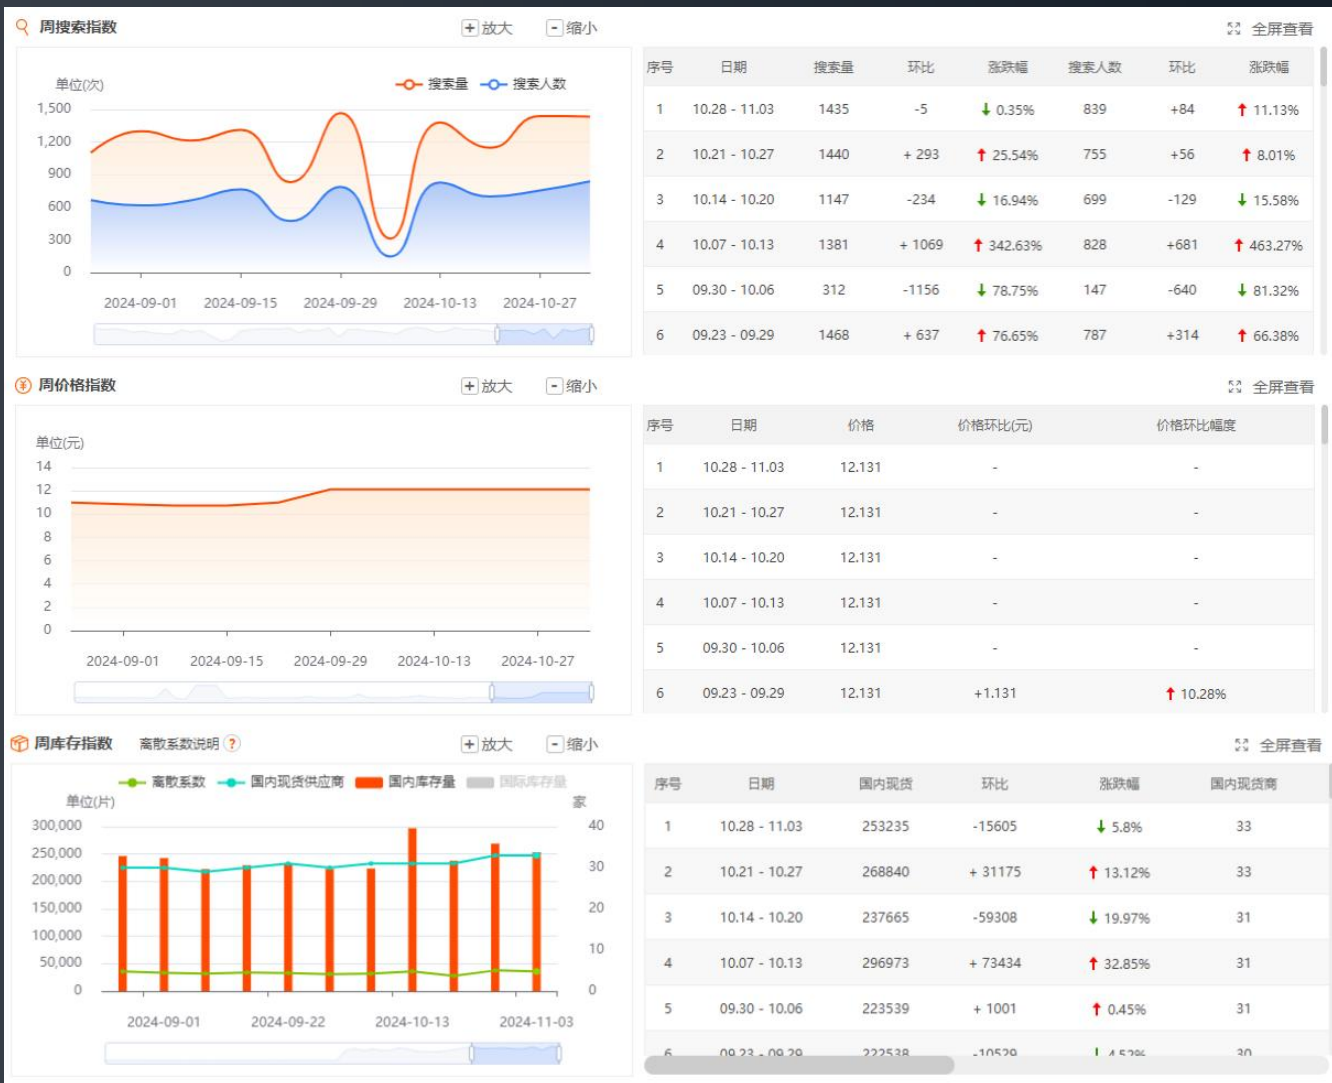 周搜索指数 + 放大 - 缩小 全屏查看
单位(次) 搜索量 搜索人数
1,500
1,200
900
600
300
0
2024-09-01 2024-09-15 2024-09-29 2024-10-13 2024-10-27
序号 日期 搜索量 环比 涨跌幅 搜索人数 环比 涨跌幅
1 10.28 - 11.03 1435 -5 ↓ 0.35% 839 +84 ↑ 11.13%
2 10.21 - 10.27 1440 + 293 ↑ 25.54% 755 +56 ↑ 8.01%
3 10.14 - 10.20 1147 -234 ↓ 16.94% 699 -129 ↓ 15.58%
4 10.07 - 10.13 1381 + 1069 ↑ 342.63% 828 +681 ↑ 463.27%
5 09.30 - 10.06 312 -1156 ↓ 78.75% 147 -640 ↓ 81.32%
6 09.23 - 09.29 1468 + 637 ↑ 76.65% 787 +314 ↑ 66.38%
¥ 周价格指数 + 放大 - 缩小 全屏查看
单位(元)
14
12
10
8
6
4
2
0
2024-09-01 2024-09-15 2024-09-29 2024-10-13 2024-10-27
序号 日期 价格 价格环比(元) 价格环比幅度
1 10.28 - 11.03 12.131 - -
2 10.21 - 10.27 12.131 - -
3 10.14 - 10.20 12.131 - -
4 10.07 - 10.13 12.131 - -
5 09.30 - 10.06 12.131 - -
6 09.23 - 09.29 12.131 +1.131 ↑ 10.28%
周库存指数 离散系数说明 ? + 放大 - 缩小 全屏查看
离散系数 国内现货供应商 国内库存量 国际库存量
单位(片) 家
300,000 40
250,000
200,000 30
150,000 20
100,000
50,000 10
0 0
2024-09-01 2024-09-22 2024-10-13 2024-11-03
序号 日期 国内现货 环比 涨跌幅 国内现货商
1 10.28 - 11.03 253235 -15605 ↓ 5.8% 33
2 10.21 - 10.27 268840 + 31175 ↑ 13.12% 33
3 10.14 - 10.20 237665 -59308 ↓ 19.97% 31
4 10.07 - 10.13 296973 + 73434 ↑ 32.85% 31
5 09.30 - 10.06 223539 + 1001 ↑ 0.45% 31
6 09.23 - 09.29 222538 -10529 ↓ 4.52% 30